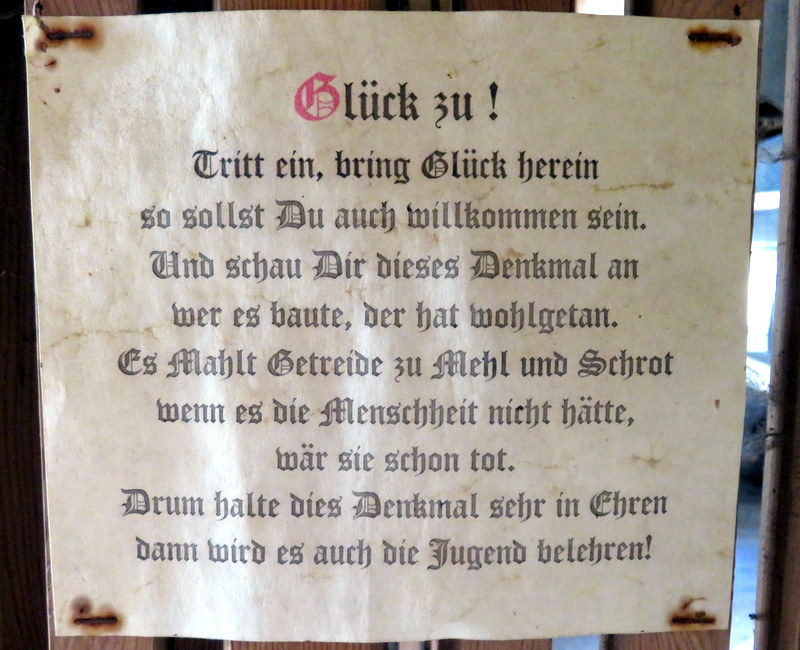 Glück zu !
Tritt ein, bring Glück herein
so sollst Du auch willkommen sein.
Und schau Dir dieses Denkmal an
wer es baute, der hat wohlgetan.
Es Mahlt Getreide zu Mehl und Schrot
wenn es die Menschheit nicht hätte,
wär sie schon tot.
Drum halte dies Denkmal sehr in Ehren
dann wird es auch die Jugend belehren!